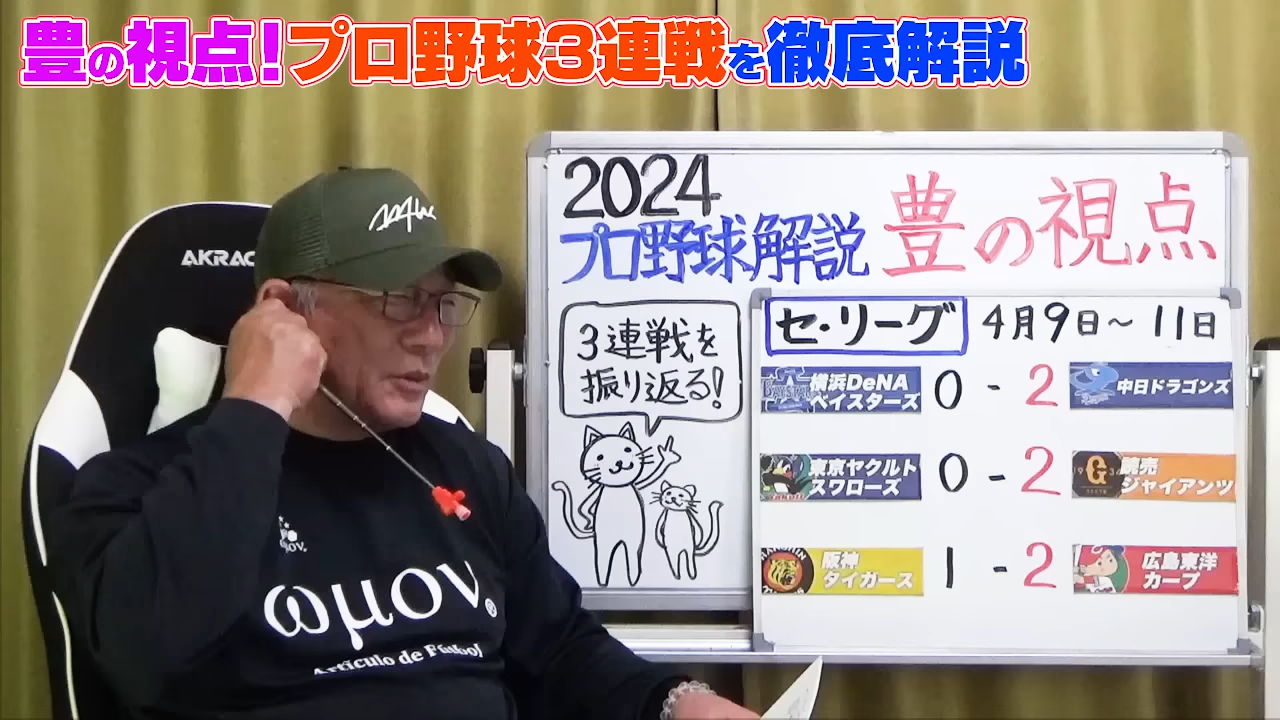 豊の視点!プロ野球3連戦を徹底解説
2024
プロ野球解説
豊の視点
3連戦を
振り返る!
セ・リーグ 4月9日~11日
横浜DeNA
ベイスターズ
0 - 2
中日ドラゴンズ
東京ヤクルト
スワローズ
0 - 2
読売
ジャイアンツ
阪神
タイガース
1 - 2
広島東洋
カープ
AKRAC
ωμον®
Artículo de Fútbol